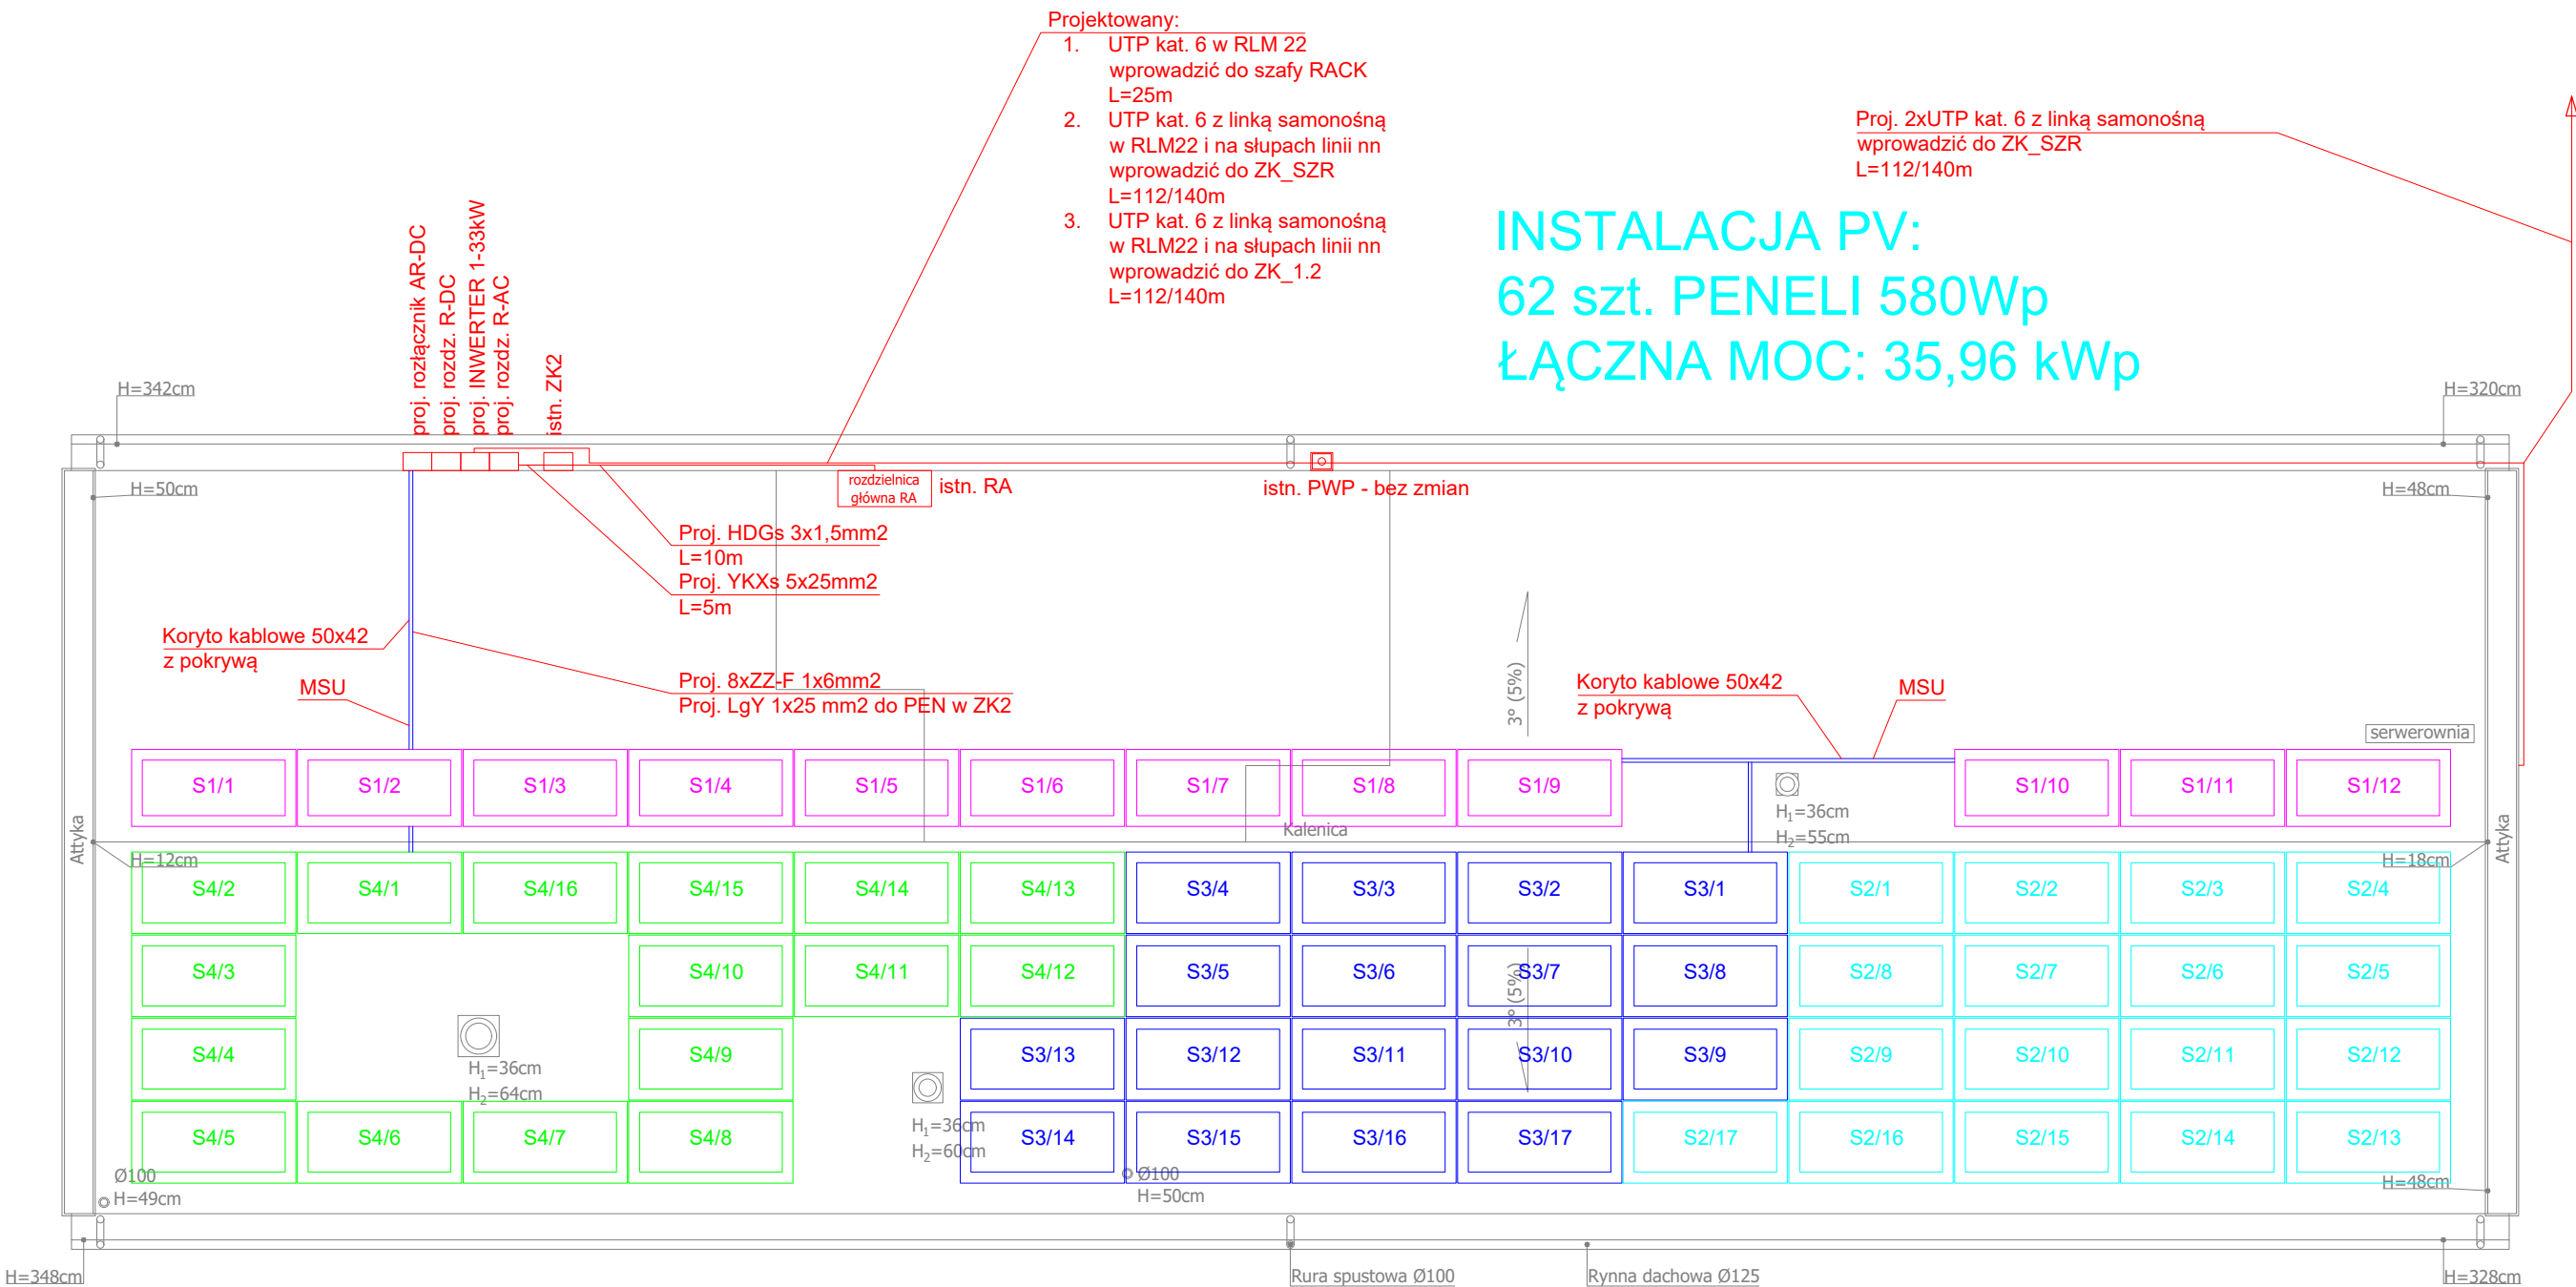 Projektowany:
1. UTP kat. 6 w RLM 22
wprowadzić do szafy RACK
L=25m
2. UTP kat. 6 z linką samonośną
w RLM22 i na słupach linii nn
wprowadzić do ZK_SZR
L=112/140m
3. UTP kat. 6 z linką samonośną
w RLM22 i na słupach linii nn
wprowadzić do ZK_1.2
L=112/140m
Proj. 2xUTP kat. 6 z linką samonośną
wprowadzić do ZK_SZR
L=112/140m
INSTALACJA PV:
62 szt. PENELI 580Wp
ŁĄCZNA MOC: 35,96 kWp
proj. rozłącznik AR-DC
proj. rozdz. R-DC
proj. INWERTER 1-33kW
proj. rozdz. R-AC
istn. ZK2
H=342cm
H=320cm
H=50cm
rozdzielnica
główna RA
istn. RA
istn. PWP - bez zmian
H=48cm
Proj. HDGs 3x1,5mm2
L=10m
Proj. YKXs 5x25mm2
L=5m
Koryto kablowe 50x42
z pokrywą
MSU
Proj. 8xZZ-F 1x6mm2
Proj. LgY 1x25 mm2 do PEN w ZK2
3° (5%)
Koryto kablowe 50x42
z pokrywą
MSU
serwerownia
S1/1 S1/2 S1/3 S1/4 S1/5 S1/6 S1/7 S1/8 S1/9 S1/10 S1/11 S1/12
H₁=36cm
H₂=55cm
Attyka
Kalenica
Attyka
H=12cm
H=18cm
S4/2 S4/1 S4/16 S4/15 S4/14 S4/13 S3/4 S3/3 S3/2 S3/1 S2/1 S2/2 S2/3 S2/4
S4/3 S4/10 S4/11 S4/12 S3/5 S3/6 S3/7 S3/8 S2/8 S2/7 S2/6 S2/5
3° (5%)
S4/4 S4/9 S3/13 S3/12 S3/11 S3/10 S3/9 S2/9 S2/10 S2/11 S2/12
H₁=36cm
H₂=64cm
S4/5 S4/6 S4/7 S4/8 S3/14 S3/15 S3/16 S3/17 S2/17 S2/16 S2/15 S2/14 S2/13
H₁=36cm
H₂=60cm
Ø100
H=49cm
Ø100
H=50cm
H=48cm
H=348cm
Rura spustowa Ø100
Rynna dachowa Ø125
H=328cm